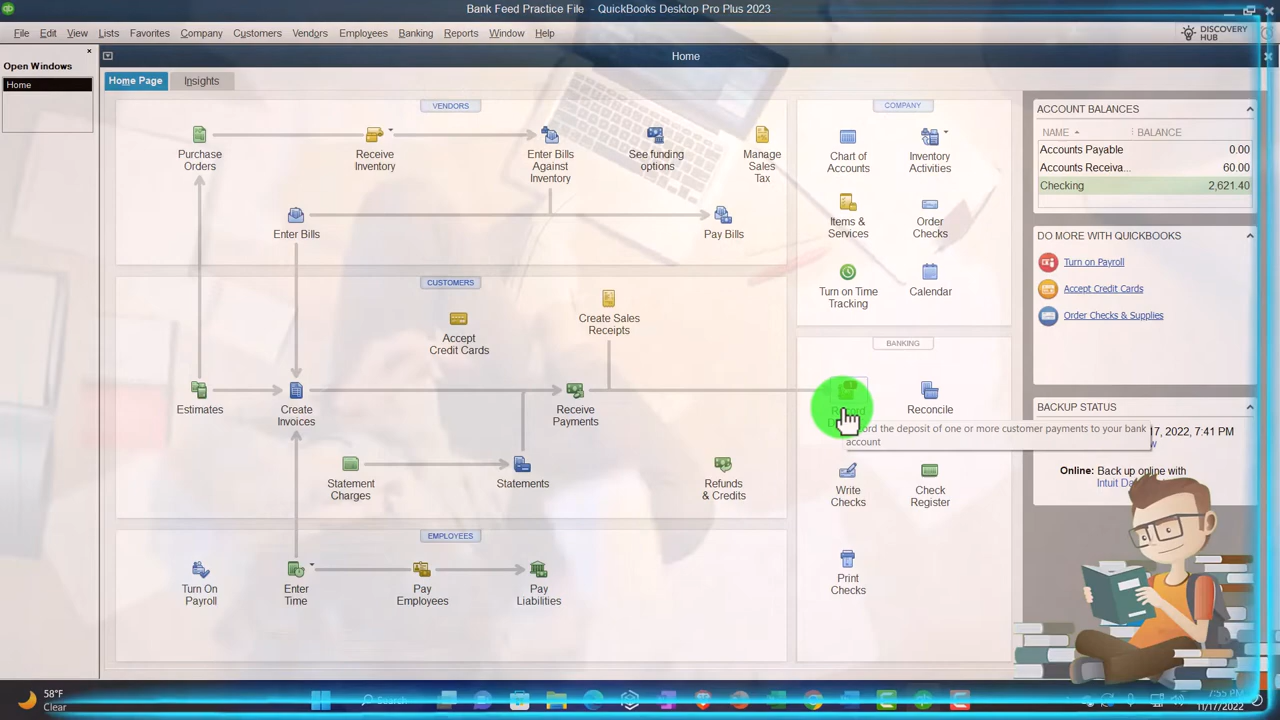 Bank Feed Practice File - QuickBooks Desktop Pro Plus 2023
File Edit View Lists Favorites Company Customers Vendors Employees Banking Reports Window Help
DISCOVERY
HUB
Open Windows
Home
Home
Home Page
Insights
VENDORS
Purchase
Orders
Receive
Inventory
Enter Bills
Against
Inventory
See funding
options
Manage
Sales
Tax
Enter Bills
Pay Bills
CUSTOMERS
Create Sales
Receipts
Accept
Credit Cards
Estimates
Create
Invoices
Receive
Payments
Statement
Charges
Statements
Refunds
& Credits
EMPLOYEES
Turn On
Payroll
Enter
Time
Pay
Employees
Pay
Liabilities
COMPANY
Chart of
Accounts
Inventory
Activities
Items &
Services
Order
Checks
Turn on Time
Tracking
Calendar
BANKING
Record
Reconcile
the deposit of one or more customer payments to your bank
account
Write
Checks
Check
Register
Print
Checks
ACCOUNT BALANCES
NAME BALANCE
Accounts Payable 0.00
Accounts Receiva... 60.00
Checking 2,621.40
DO MORE WITH QUICKBOOKS
Turn on Payroll
Accept Credit Cards
Order Checks & Supplies
BACKUP STATUS
17, 2022, 7:41 PM
Online: Back up online with
Intuit
58°F
Clear
Search
7:55 PM
11/17/2022